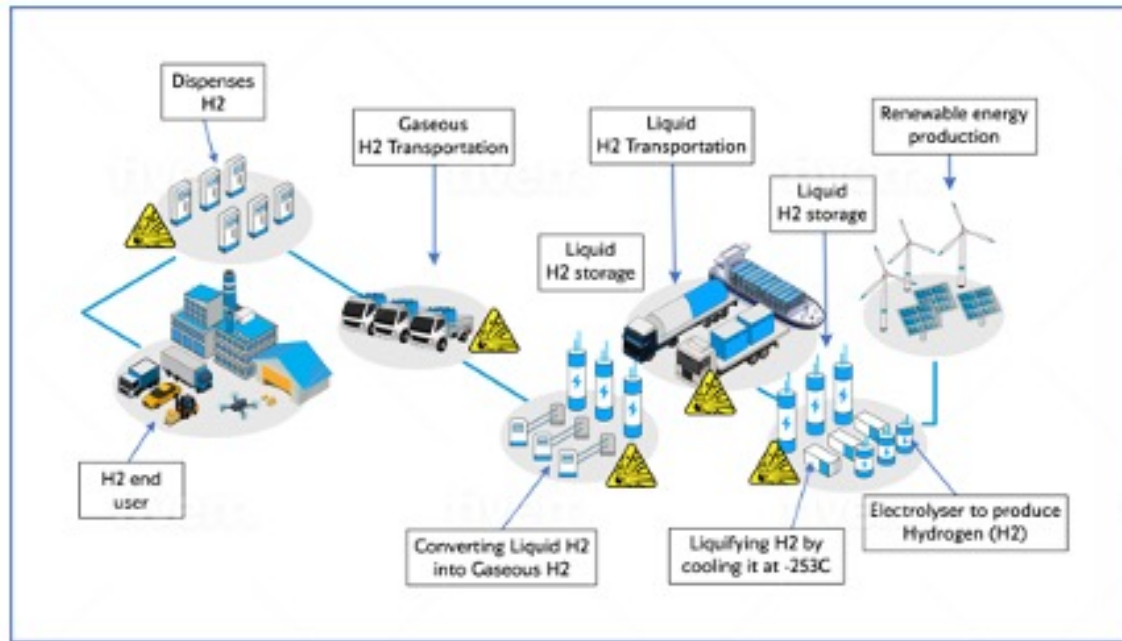 Dispenses
H2
Gaseous
H2 Transportation
Liquid
H2 Transportation
Renewable energy
production
Liquid
H2 storage
Liquid
H2 storage
H2 end
user
Converting Liquid H2
into Gaseous H2
Liquifying H2 by
cooling it at -253C
Electrolyser to produce
Hydrogen (H2)